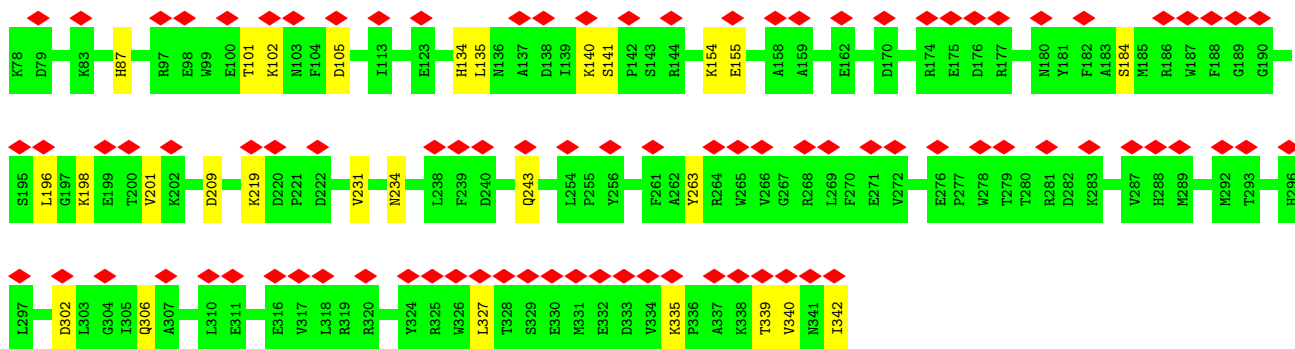 K78 D79 K83 H87 R97 E98 W99 E100 T101 K102 N103 F104 D105 I113 E123 H134 L135 N136 A137 D138 I139 K140 S141 P142 S143 R144 K154 E155 A158 A159 E162 D170 R174 E175 D176 R177 N180 Y181 F182 A183 S184 M185 R186 W187 F188 G189 G190
S195 L196 G197 K198 E199 T200 V201 K202 D209 K219 D220 P221 D222 V231 N234 L238 F239 D240 Q243 L254 P255 Y256 F261 A262 Y263 R264 W265 V266 G267 R268 L269 F270 E271 V272 E276 P277 W278 T279 T280 R281 D282 K283 V287 H288 M289 M292 T293 H296
L297 D302 L303 G304 I305 Q306 A307 L310 E311 E316 V317 L318 R319 R320 Y324 R325 W326 L327 T328 S329 E330 M331 E332 D333 V334 K335 P336 A337 K338 T339 V340 N341 I342